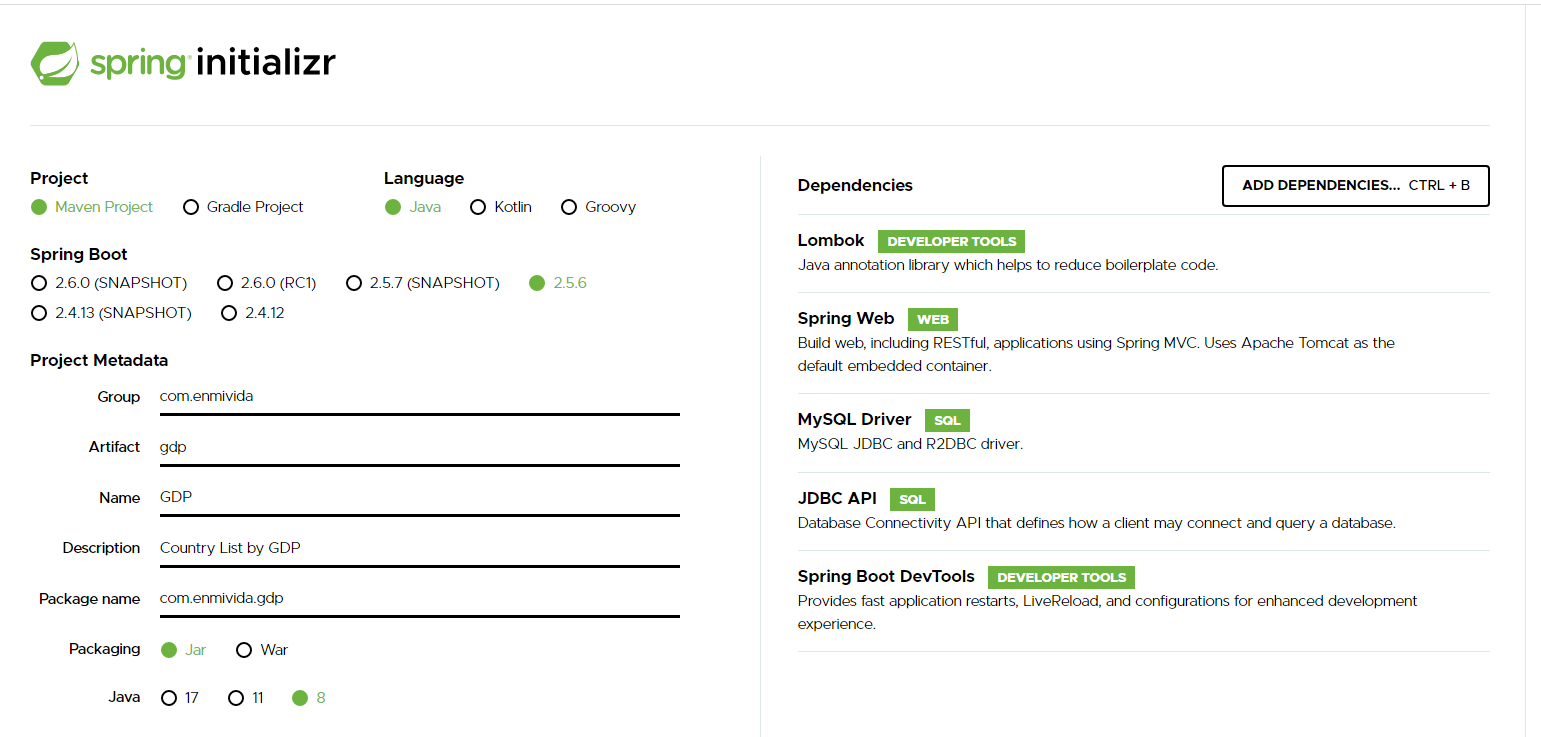 spring initializr
Project
Maven Project Gradle Project
Language
Java Kotlin Groovy
Spring Boot
2.6.0 (SNAPSHOT) 2.6.0 (RC1) 2.5.7 (SNAPSHOT) 2.5.6
2.4.13 (SNAPSHOT) 2.4.12
Project Metadata
Group com.enmivida
Artifact gdp
Name GDP
Description Country List by GDP
Package name com.enmivida.gdp
Packaging Jar War
Java 17 11 8
Dependencies
ADD DEPENDENCIES... CTRL + B
Lombok DEVELOPER TOOLS
Java annotation library which helps to reduce boilerplate code.
Spring Web WEB
Build web, including RESTful, applications using Spring MVC. Uses Apache Tomcat as the
default embedded container.
MySQL Driver SQL
MySQL JDBC and R2DBC driver.
JDBC API SQL
Database Connectivity API that defines how a client may connect and query a database.
Spring Boot DevTools DEVELOPER TOOLS
Provides fast application restarts, LiveReload, and configurations for enhanced development
experience.